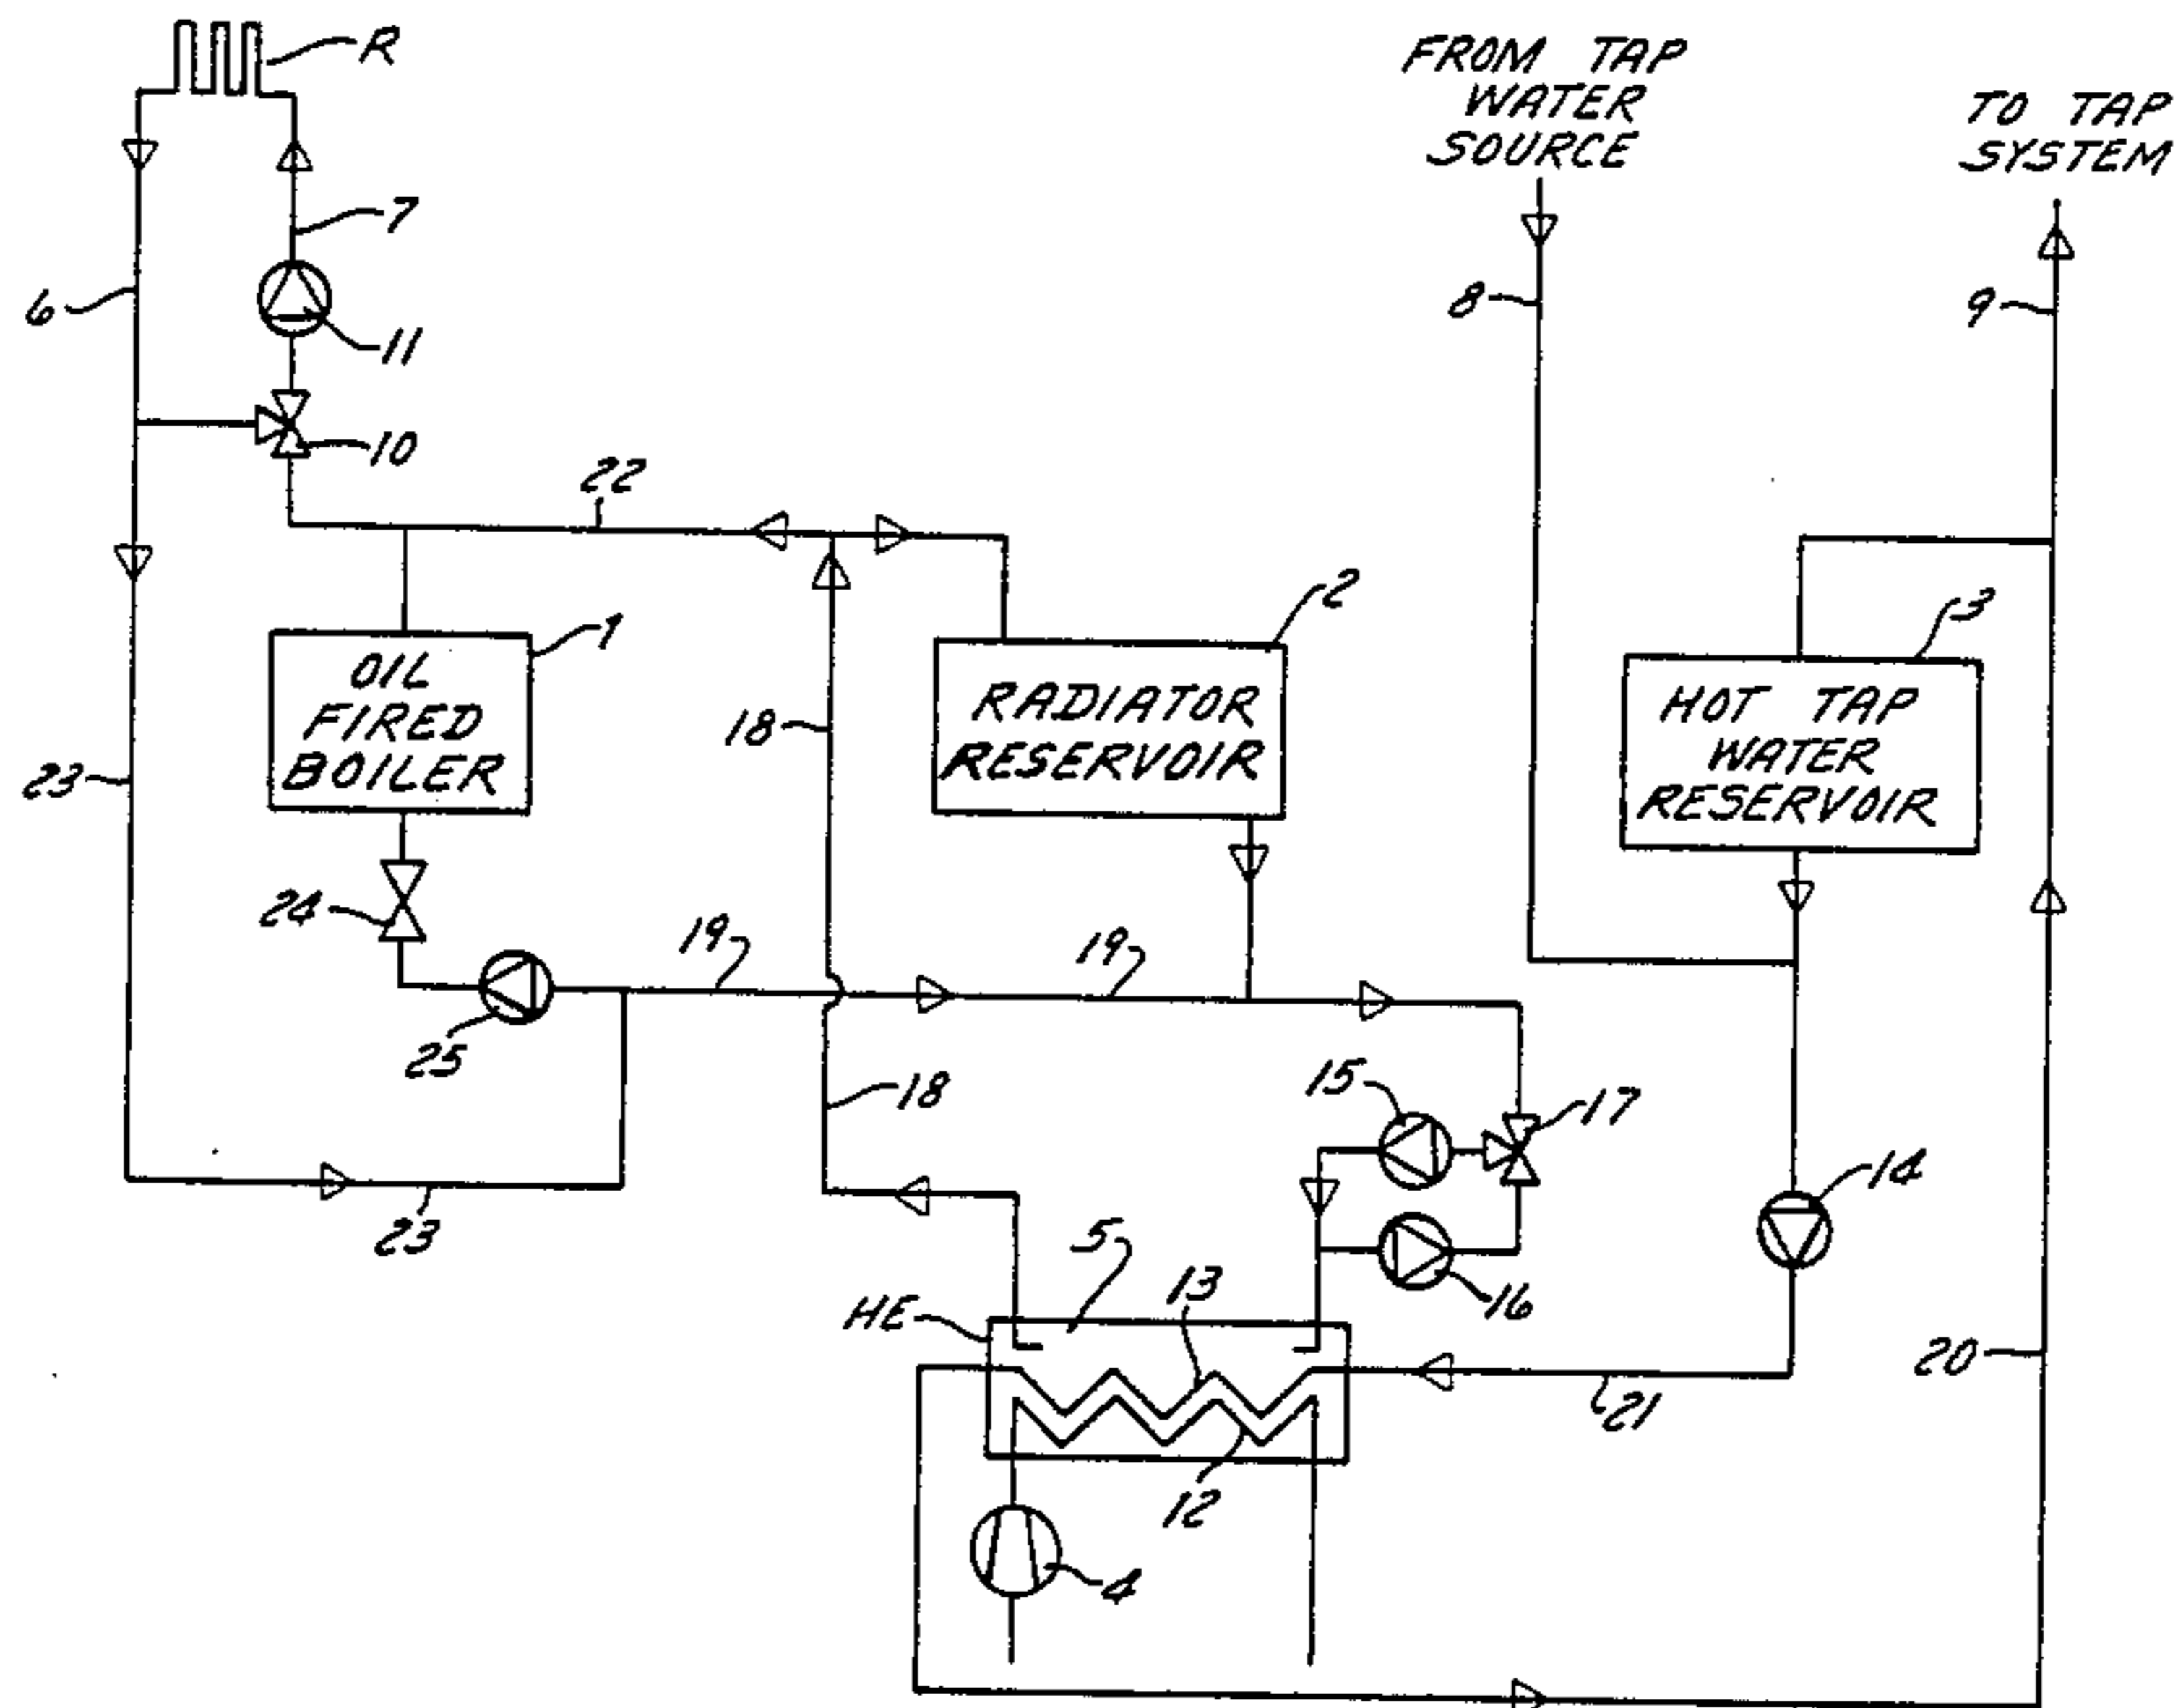 R
FROM TAP
WATER
SOURCE
TO TAP
SYSTEM
7
6
8
9
11
10
22
2
1
3
OIL
FIRED
BOILER
18
RADIATOR
RESERVOIR
HOT TAP
WATER
RESERVOIR
23
24
19
19
25
18
15
17
14
23
5
13
HE
16
20
21
12
4